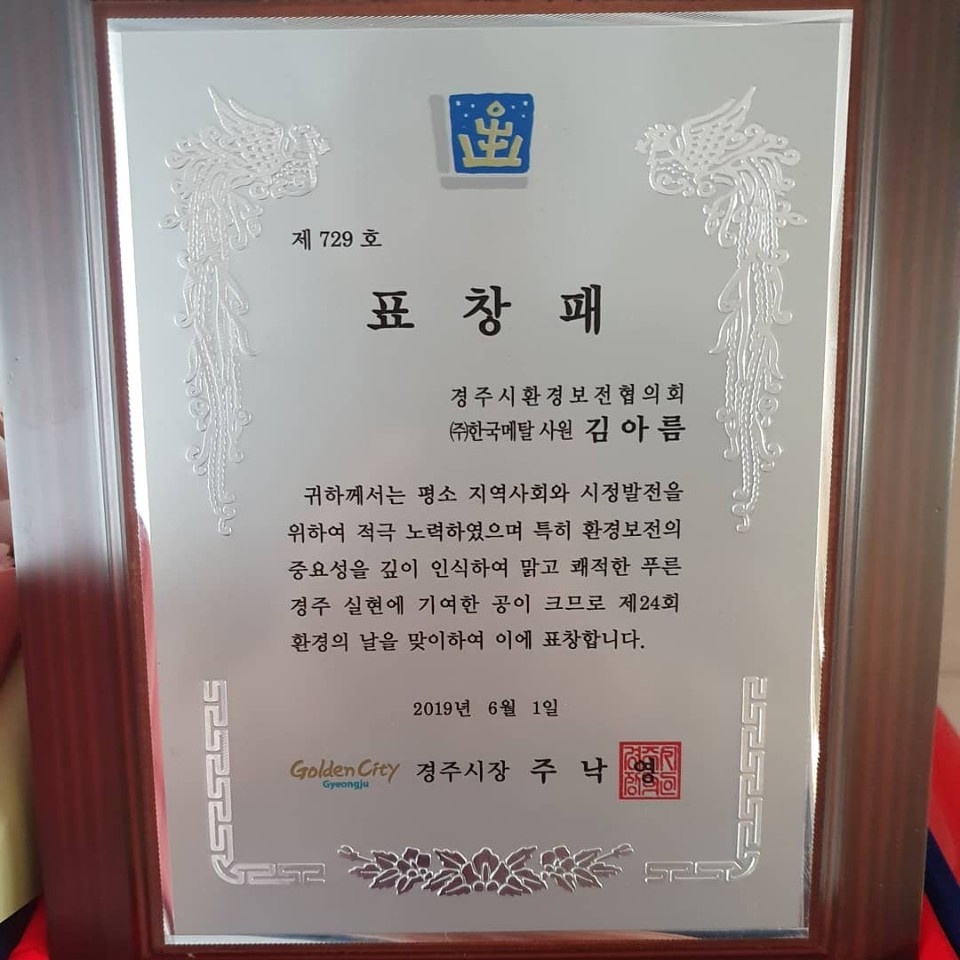 제 729 호
표 창 패
경주시환경보전협의회
㈜한국메탈 사원 김 아 름
귀하께서는 평소 지역사회와 시정발전을
위하여 적극 노력하였으며 특히 환경보전의
중요성을 깊이 인식하여 맑고 쾌적한 푸른
경주 실현에 기여한 공이 크므로 제24회
환경의 날을 맞이하여 이에 표창합니다.
2019년 6월 1일
Golden City
Gyeongju
경주시장 주 낙 영